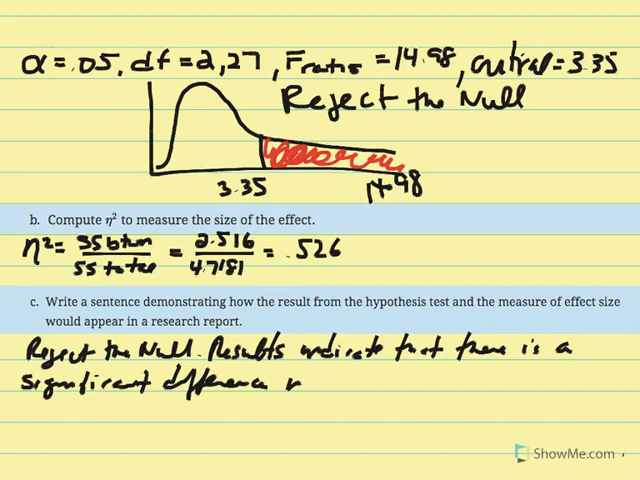 α = .05, df = 2,27, Fratio = 14.98, critical = 3.35
Reject the Null
3.35
14.98
b. Compute η² to measure the size of the effect.
η² = SS btwn / SS total = 2.516 / 4.7181 = .526
c. Write a sentence demonstrating how the result from the hypothesis test and the measure of effect size
would appear in a research report.
Reject the Null. Results indicate that there is a
significant difference
ShowMe.com